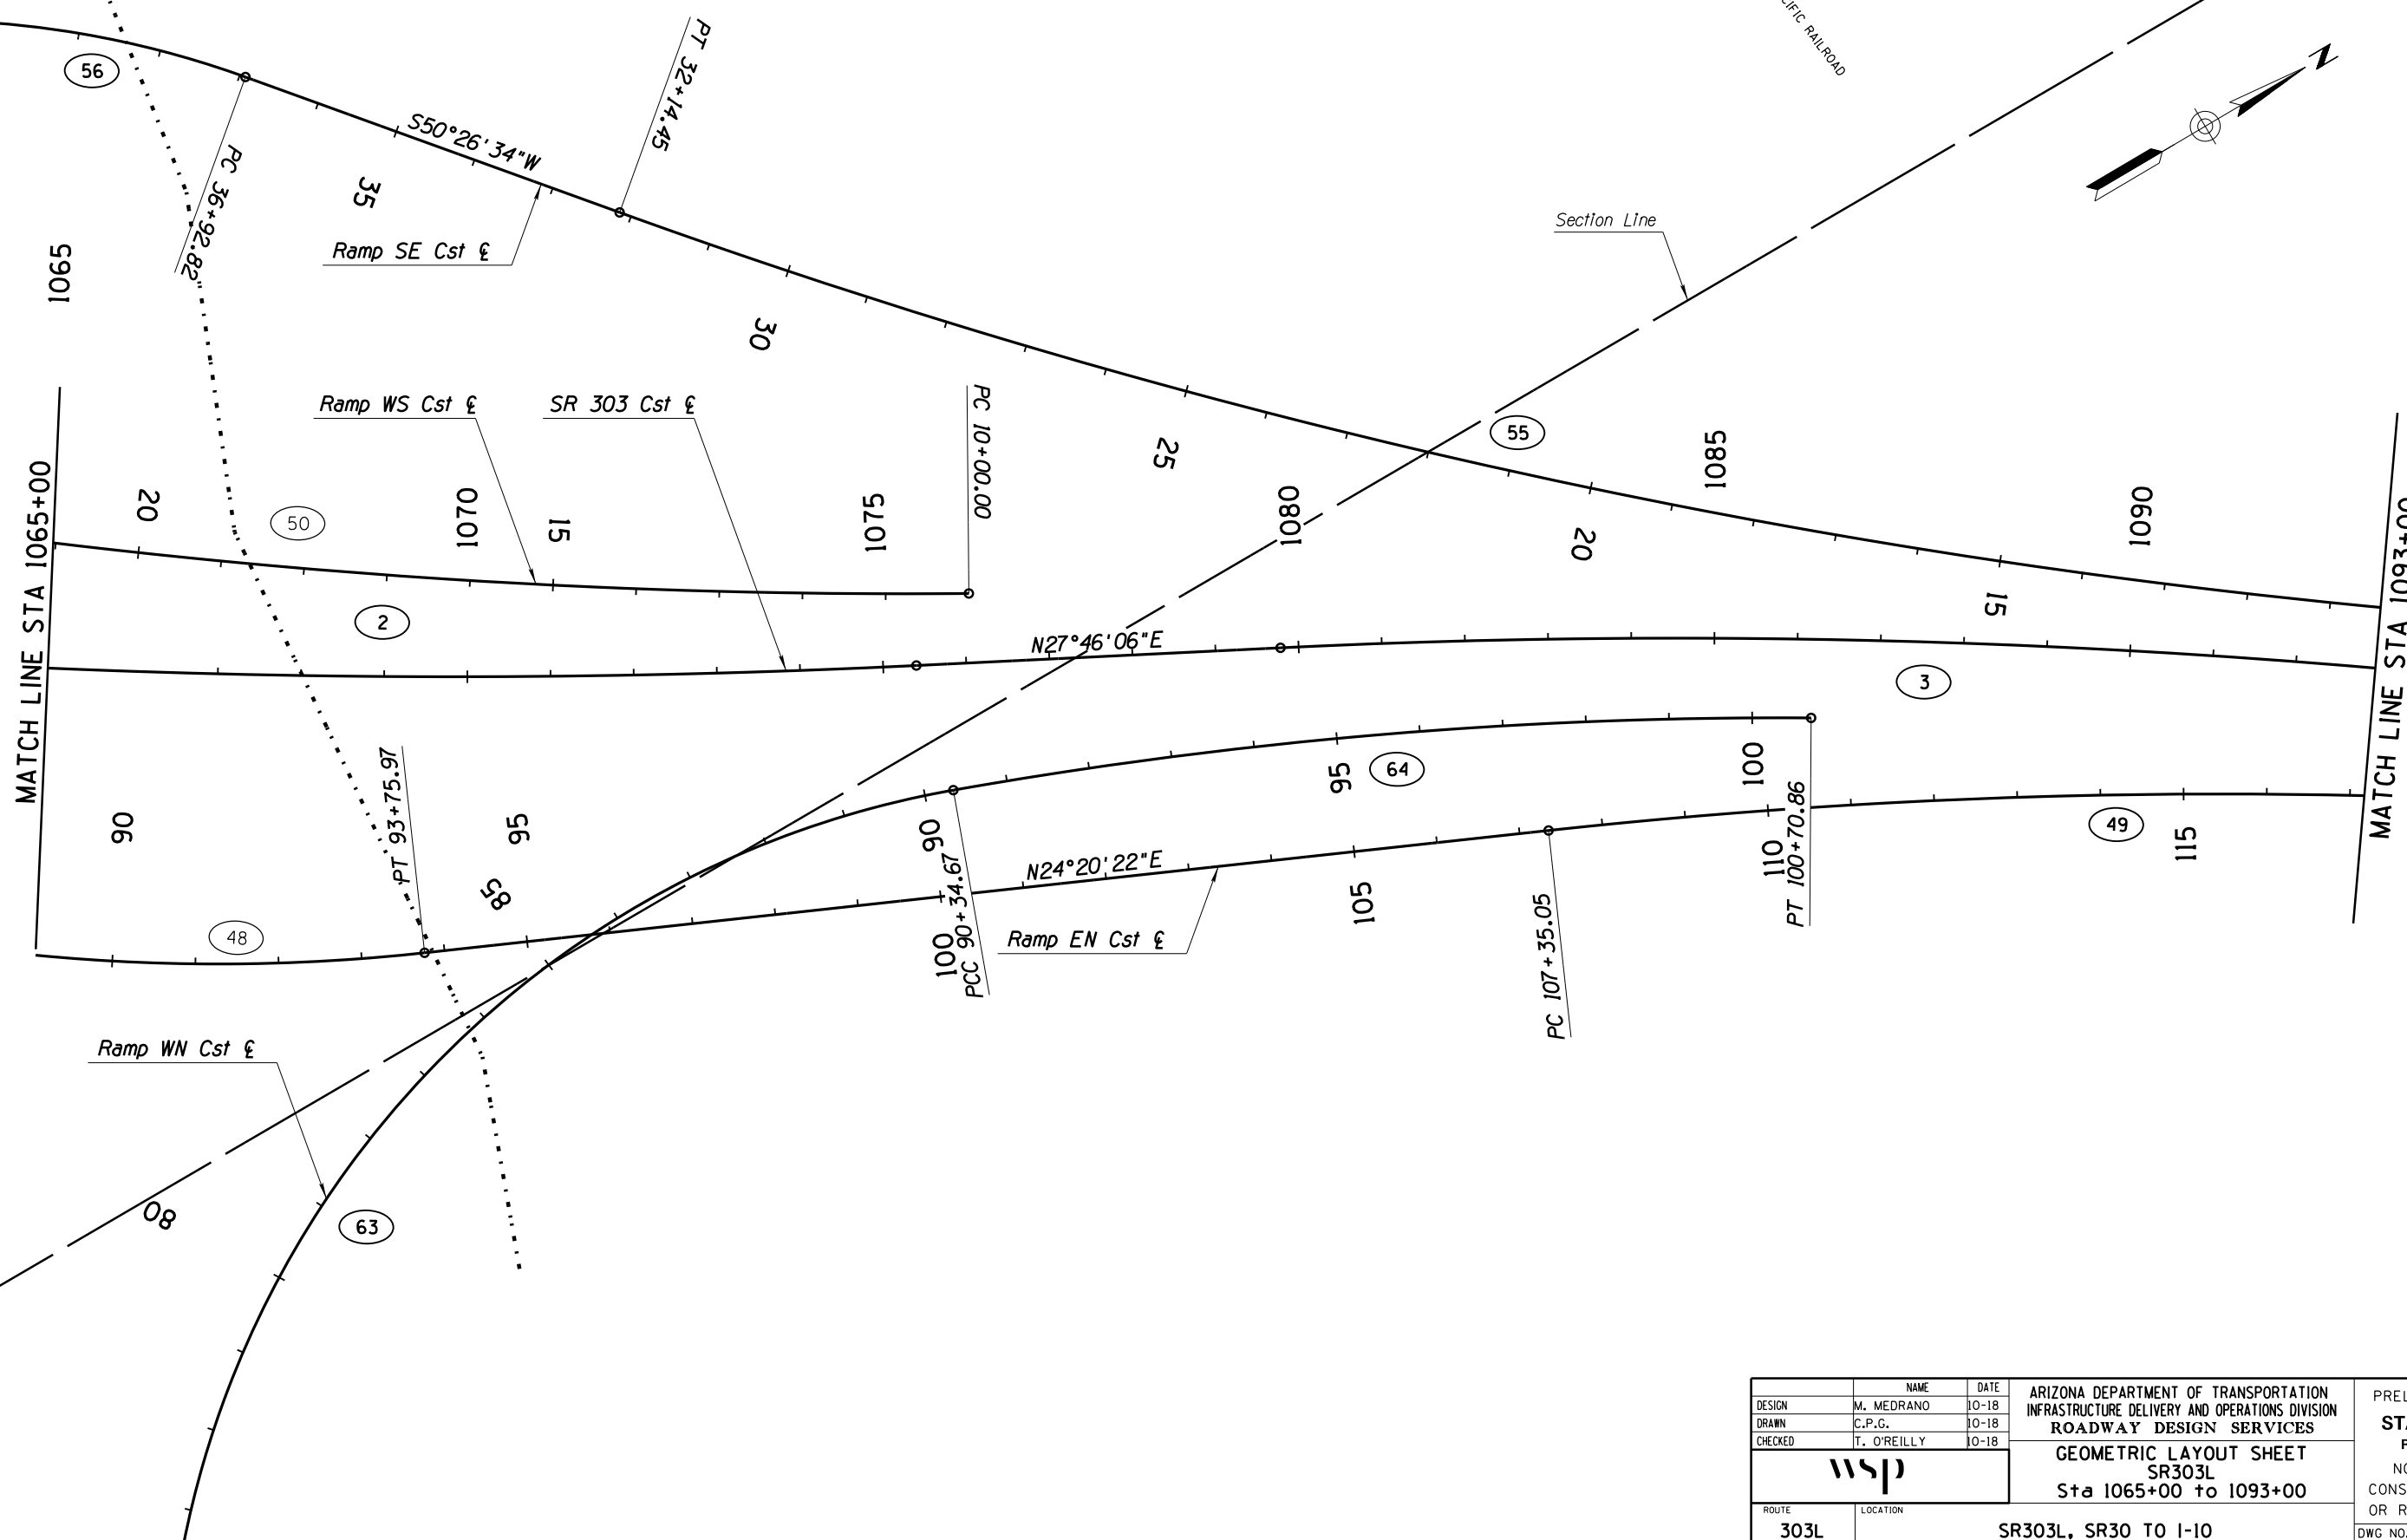 RAILROAD
N
56
PT 32+14.45
S50°26'34"W
PC 36+92.82
35
Ramp SE Cst ℄
1065
Section Line
30
Ramp WS Cst ℄
SR 303 Cst ℄
PC 10+00.00
25
55
1085
MATCH LINE STA 1065+00
20
50
1070
15
1075
1080
20
1090
MATCH LINE STA 1093+00
15
2
N27°46'06"E
3
PT 93+75.97
90
95
85
90
95
64
100
PT 100+70.86
110
49
115
N24°20'22"E
PCC 90+34.67
100
105
PC 107+35.05
48
Ramp EN Cst ℄
Ramp WN Cst ℄
80
63
NAME DATE
DESIGN M. MEDRANO 10-18
DRAWN C.P.G. 10-18
CHECKED T. O'REILLY 10-18
wsp
ARIZONA DEPARTMENT OF TRANSPORTATION
INFRASTRUCTURE DELIVERY AND OPERATIONS DIVISION
ROADWAY DESIGN SERVICES
GEOMETRIC LAYOUT SHEET
SR303L
Sta 1065+00 to 1093+00
ROUTE
303L
LOCATION
SR303L, SR30 TO I-10
OR
DWG